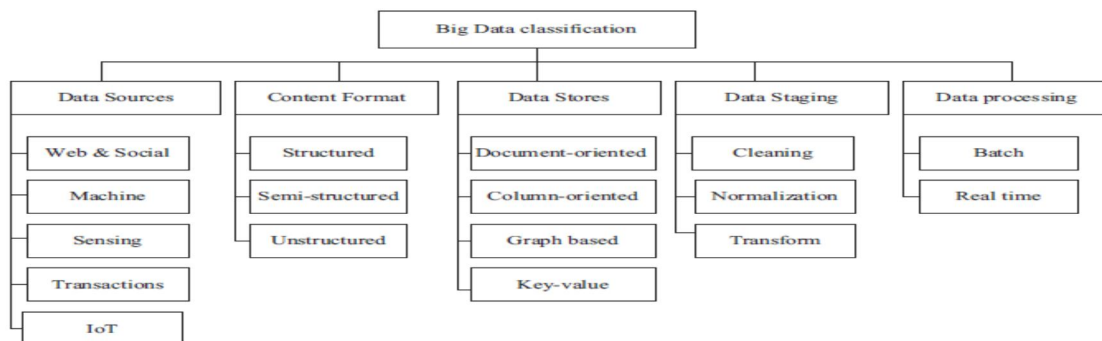 Big Data classification
Data Sources
Content Format
Data Stores
Data Staging
Data processing
Web & Social
Structured
Document-oriented
Cleaning
Batch
Machine
Semi-structured
Column-oriented
Normalization
Real time
Sensing
Unstructured
Graph based
Transform
Transactions
Key-value
IoT